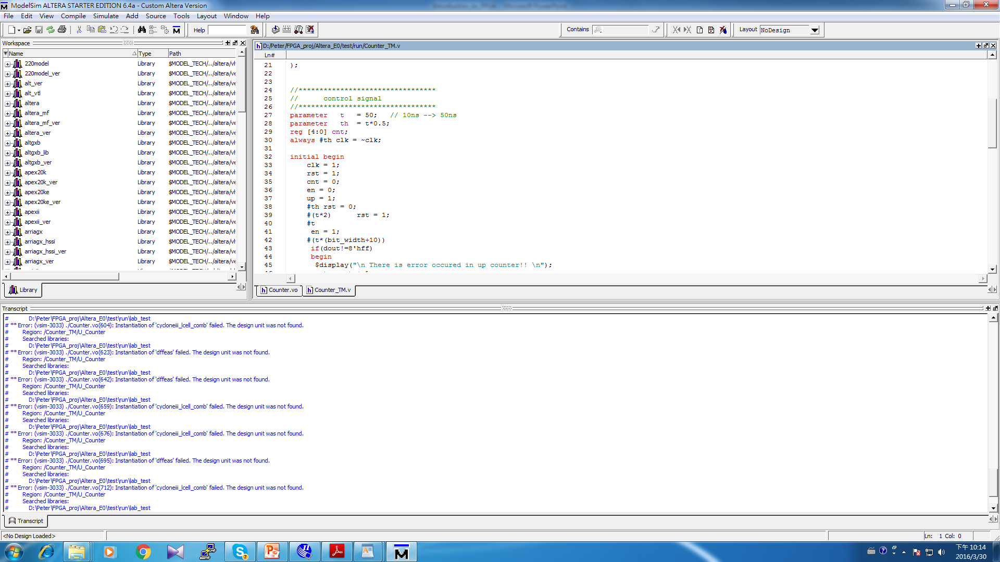 ModelSim ALTERA STARTER EDITION 6.4a - Custom Altera Version
File Edit View Compile Simulate Add Source Tools Layout Window Help
Help
Contains
Layout NoDesign
Workspace
Name Type Path
220model Library $MODEL_TECH/../altera/vh
220model_ver Library $MODEL_TECH/../altera/ve
alt_ver Library $MODEL_TECH/../altera/ve
alt_vtl Library $MODEL_TECH/../altera/vh
altera Library $MODEL_TECH/../altera/vh
altera_mf Library $MODEL_TECH/../altera/vh
altera_mf_ver Library $MODEL_TECH/../altera/ve
altera_ver Library $MODEL_TECH/../altera/ve
altgxb Library $MODEL_TECH/../altera/vh
altgxb_lib Library $MODEL_TECH/../altera/vh
altgxb_ver Library $MODEL_TECH/../altera/ve
apex20k Library $MODEL_TECH/../altera/vh
apex20k_ver Library $MODEL_TECH/../altera/ve
apex20ke Library $MODEL_TECH/../altera/vh
apex20ke_ver Library $MODEL_TECH/../altera/ve
apexii Library $MODEL_TECH/../altera/vh
apexii_ver Library $MODEL_TECH/../altera/ve
arriagx Library $MODEL_TECH/../altera/vh
arriagx_hssi Library $MODEL_TECH/../altera/vh
arriagx_hssi_ver Library $MODEL_TECH/../altera/ve
arriagx_ver Library $MODEL_TECH/../altera/ve
Library
D:/Peter/FPGA_proj/Altera_E0/test/run/Counter_TM.v
Ln#
21 );
22
23
24 //*********************************
25 //      control signal
26 //*********************************
27 parameter   t   = 50;   // 10ns --> 50ns
28 parameter   th  = t*0.5;
29 reg [4:0] cnt;
30 always #th clk = ~clk;
31
32 initial begin
33     clk = 1;
34     rst = 1;
35     cnt = 0;
36     en = 0;
37     up = 1;
38     #th rst = 0;
39     #(t*2)      rst = 1;
40     #t
41      en = 1;
42     #(t*(bit_width+10))
43      if(dout!=8'hff)
44      begin
45       $display("\n There is error occured in up counter!! \n");
Counter.vo Counter_TM.v
Transcript
#         D:\Peter\FPGA_proj\Altera_E0\test\run\lab_test
# ** Error: (vsim-3033) ./Counter.vo(604): Instantiation of 'cycloneiii_lcell_comb' failed. The design unit was not found.
#         Region: /Counter_TM/U_Counter
#         Searched libraries:
#         D:\Peter\FPGA_proj\Altera_E0\test\run\lab_test
# ** Error: (vsim-3033) ./Counter.vo(623): Instantiation of 'dffeas' failed. The design unit was not found.
#         Region: /Counter_TM/U_Counter
#         Searched libraries:
#         D:\Peter\FPGA_proj\Altera_E0\test\run\lab_test
# ** Error: (vsim-3033) ./Counter.vo(642): Instantiation of 'dffeas' failed. The design unit was not found.
#         Region: /Counter_TM/U_Counter
#         Searched libraries:
#         D:\Peter\FPGA_proj\Altera_E0\test\run\lab_test
# ** Error: (vsim-3033) ./Counter.vo(659): Instantiation of 'cycloneiii_lcell_comb' failed. The design unit was not found.
#         Region: /Counter_TM/U_Counter
#         Searched libraries:
#         D:\Peter\FPGA_proj\Altera_E0\test\run\lab_test
# ** Error: (vsim-3033) ./Counter.vo(676): Instantiation of 'cycloneiii_lcell_comb' failed. The design unit was not found.
#         Region: /Counter_TM/U_Counter
#         Searched libraries:
#         D:\Peter\FPGA_proj\Altera_E0\test\run\lab_test
# ** Error: (vsim-3033) ./Counter.vo(695): Instantiation of 'dffeas' failed. The design unit was not found.
#         Region: /Counter_TM/U_Counter
#         Searched libraries:
#         D:\Peter\FPGA_proj\Altera_E0\test\run\lab_test
# ** Error: (vsim-3033) ./Counter.vo(712): Instantiation of 'cycloneiii_lcell_comb' failed. The design unit was not found.
#         Region: /Counter_TM/U_Counter
#         Searched libraries:
#         D:\Peter\FPGA_proj\Altera_E0\test\run\lab_test
Transcript
<No Design Loaded>
Ln: 1 Col: 0
下午 10:14
2016/3/30